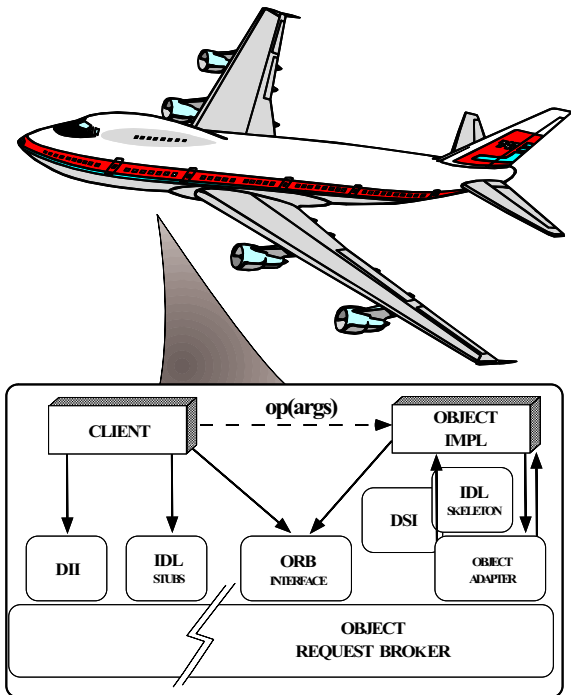 op(args)
CLIENT
OBJECT
IMPL
IDL
SKELETON
DSI
DII
IDL
STUBS
ORB
INTERFACE
OBJECT
ADAPTER
OBJECT
REQUEST BROKER